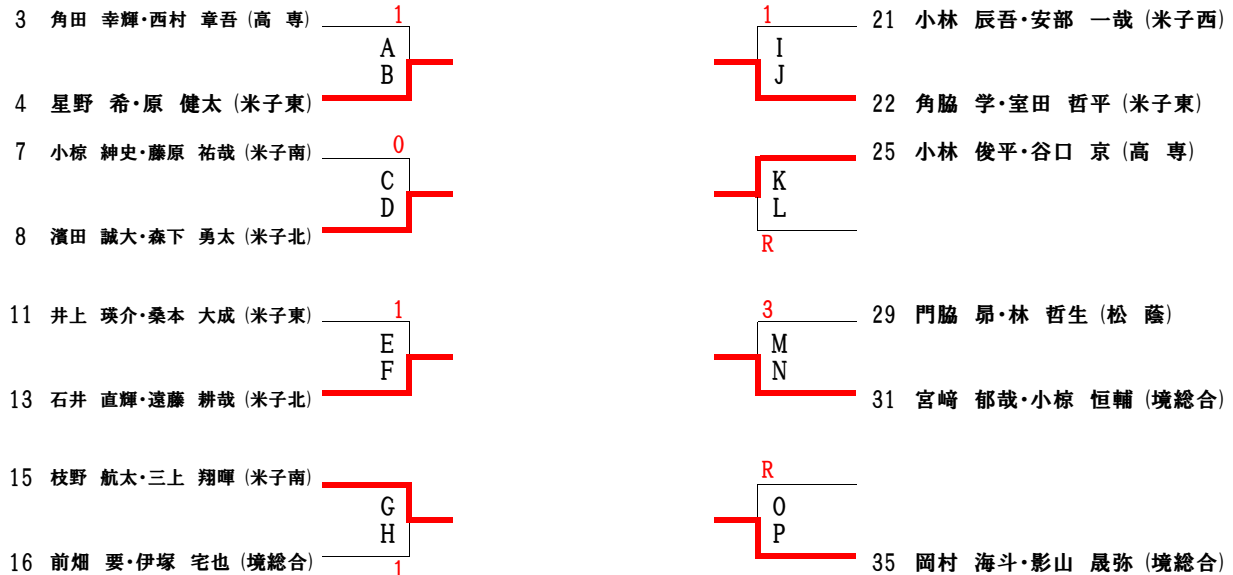 3 角田 幸輝・西村 章吾 (高 専) 1
A
B
4 星野 希・原 健太 (米子東)
7 小椋 紳史・藤原 祐哉 (米子南) 0
C
D
8 濱田 誠大・森下 勇太 (米子北)
11 井上 瑛介・桑本 大成 (米子東) 1
E
F
13 石井 直輝・遠藤 耕哉 (米子北)
15 枝野 航太・三上 翔暉 (米子南)
G
H
16 前畑 要・伊塚 宅也 (境総合) 1
1 21 小林 辰吾・安部 一哉 (米子西)
I
J
22 角脇 学・室田 哲平 (米子東)
25 小林 俊平・谷口 京 (高 専)
K
L
R
3 29 門脇 昴・林 哲生 (松 蔭)
M
N
31 宮﨑 郁哉・小椋 恒輔 (境総合)
R
O
P
35 岡村 海斗・影山 晟弥 (境総合)